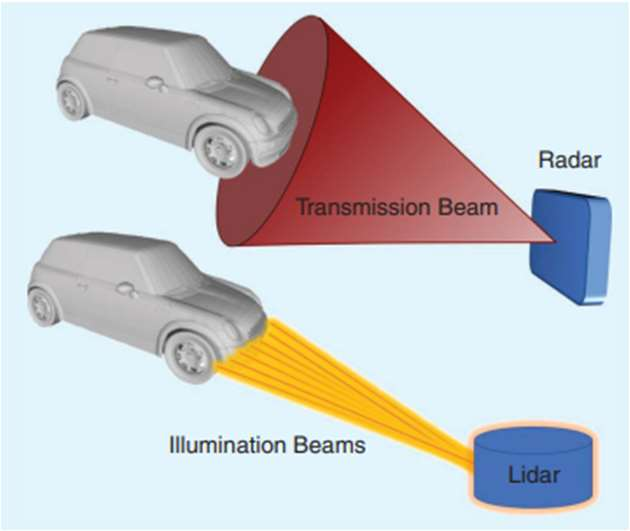 Radar
Transmission Beam
Illumination Beams
Lidar